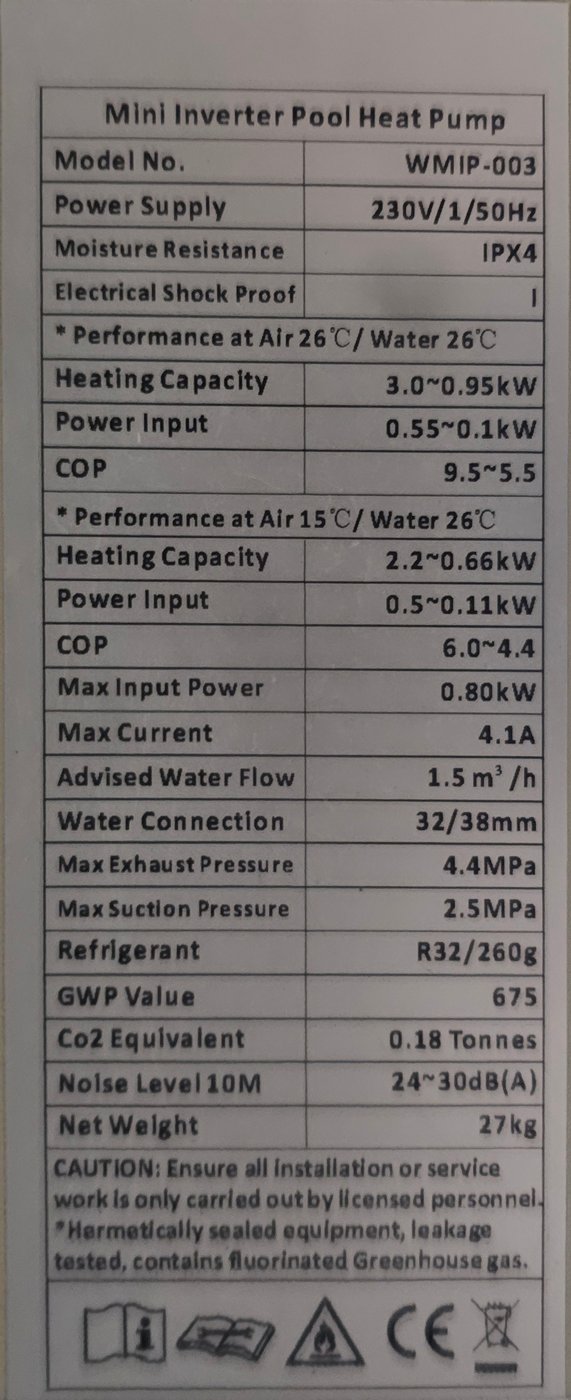 Mini Inverter Pool Heat Pump
Model No. WMIP-003
Power Supply 230V/1/50Hz
Moisture Resistance IPX4
Electrical Shock Proof I
* Performance at Air 26℃/ Water 26℃
Heating Capacity 3.0~0.95kW
Power Input 0.55~0.1kW
COP 9.5~5.5
* Performance at Air 15℃/ Water 26℃
Heating Capacity 2.2~0.66kW
Power Input 0.5~0.11kW
COP 6.0~4.4
Max Input Power 0.80kW
Max Current 4.1A
Advised Water Flow 1.5 m³ /h
Water Connection 32/38mm
Max Exhaust Pressure 4.4MPa
Max Suction Pressure 2.5MPa
Refrigerant R32/260g
GWP Value 675
Co2 Equivalent 0.18 Tonnes
Noise Level 10M 24~30dB(A)
Net Weight 27kg
CAUTION: Ensure all installation or service
work is only carried out by licensed personnel.
*Hermetically sealed equipment, leakage
tested, contains fluorinated Greenhouse gas.
i CE